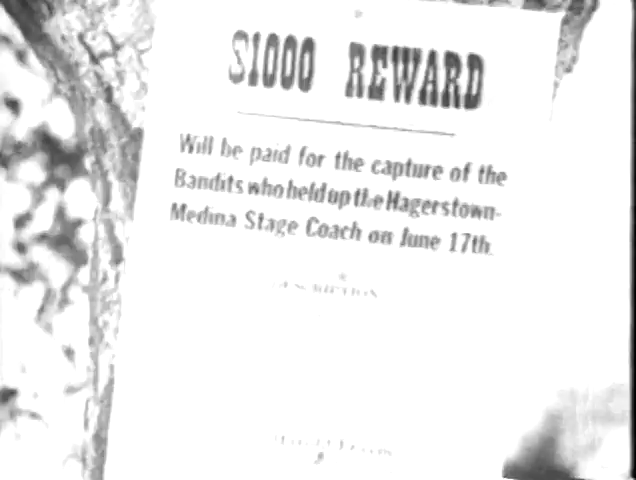 $1000 REWARD
Will be paid for the capture of the
Bandits who held up the Hagerstown-
Medina Stage Coach on June 17th.
DESCRIPTION